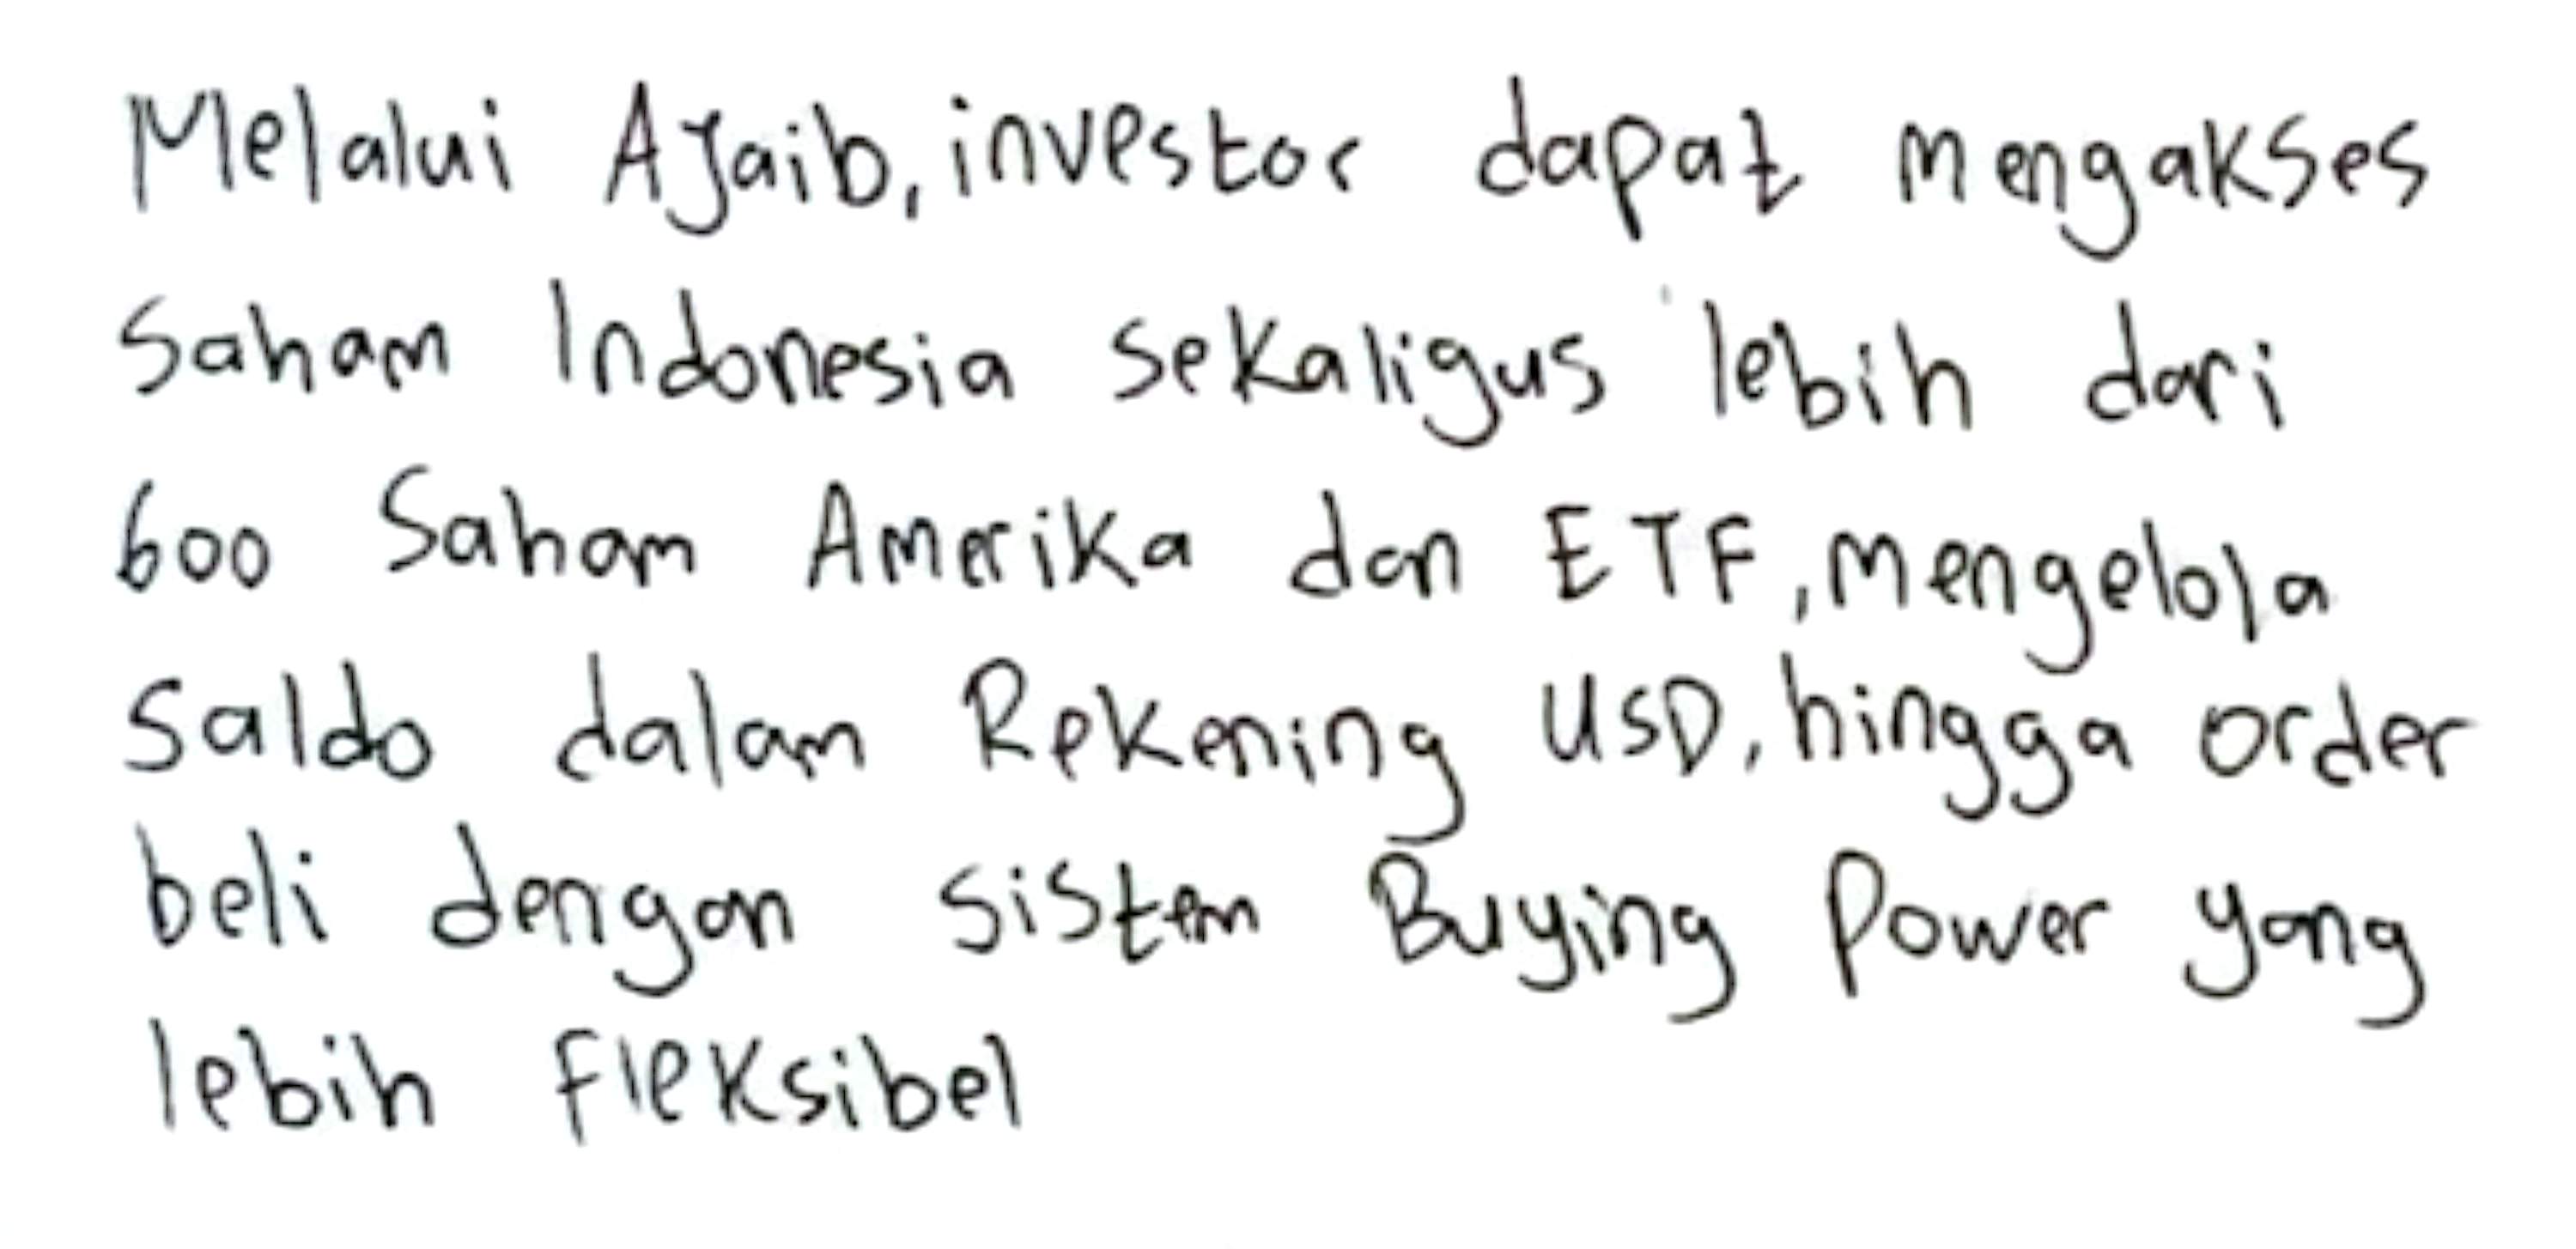 Melalui Ajaib, investor dapat mengakses
Saham Indonesia sekaligus lebih dari
600 Saham Amerika dan ETF, mengelola
Saldo dalam Rekening USD, hingga order
beli dengan sistem Buying Power yang
lebih fleksibel